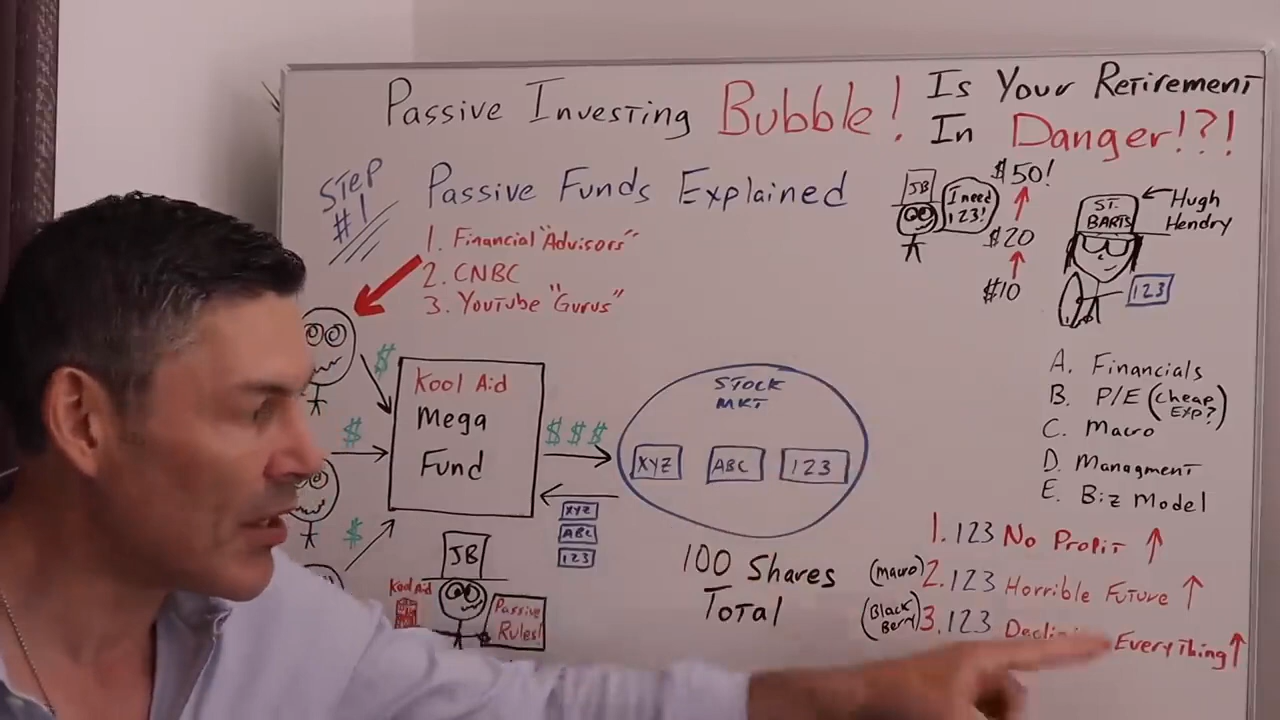 Passive Investing Bubble! Is Your Retirement
In Danger!?!
STEP
#1
Passive Funds Explained
1. Financial "Advisors"
2. CNBC
3. YouTube "Gurus"
JB
I need
123!
$50!
$20
$10
ST.
BARTS
Hugh
Hendry
123
$
$
$
Kool Aid
Mega
Fund
$$$
STOCK
MKT
XYZ
ABC
123
XYZ
ABC
123
100 Shares
Total
JB
Kool Aid
Passive
Rules!
A. Financials
B. P/E (Cheap
Exp?)
C. Macro
D. Managment
E. Biz Model
1. 123 No Profit
(Macro) 2. 123 Horrible Future
(Black
Berry) 3. 123 Everything